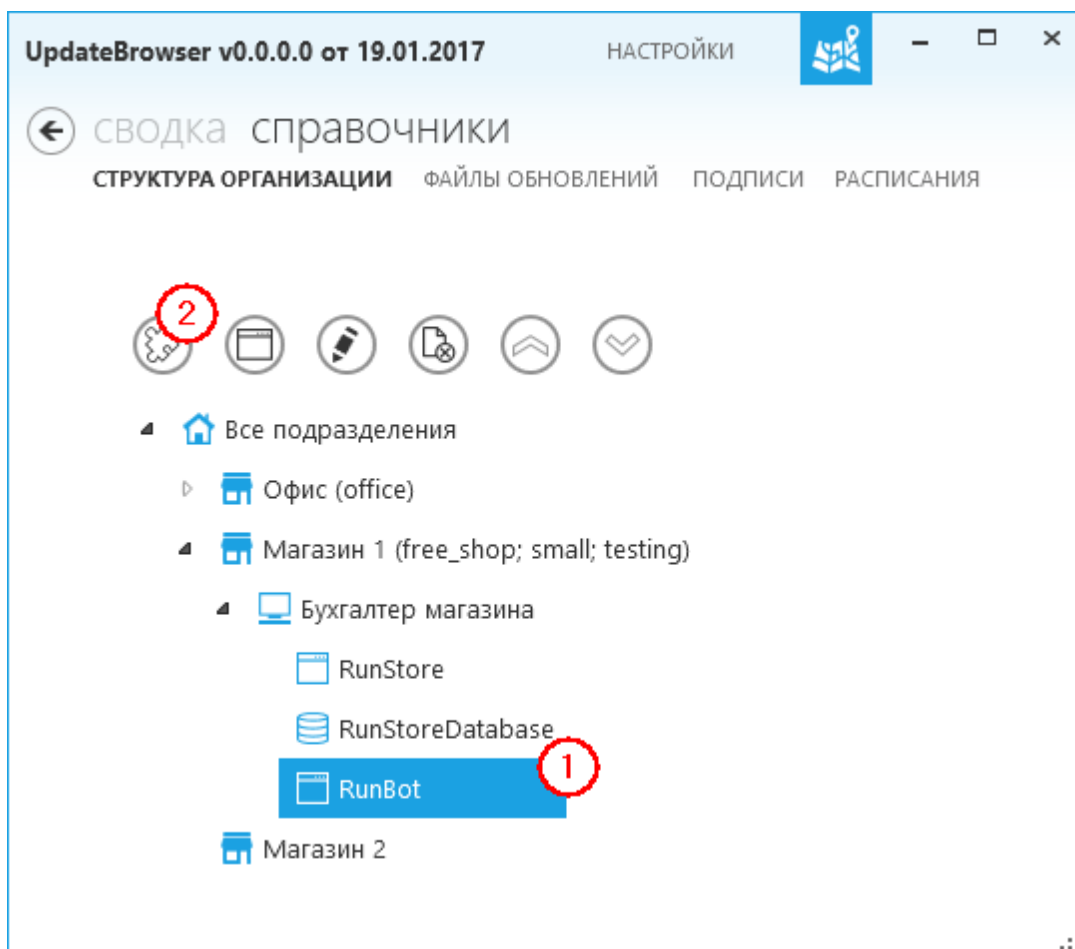 UpdateBrowser v0.0.0.0 от 19.01.2017 НАСТРОЙКИ
сводка справочники
СТРУКТУРА ОРГАНИЗАЦИИ ФАЙЛЫ ОБНОВЛЕНИЙ ПОДПИСИ РАСПИСАНИЯ
2
Все подразделения
Офис (office)
Магазин 1 (free_shop; small; testing)
Бухгалтер магазина
RunStore
RunStoreDatabase
1
RunBot
Магазин 2